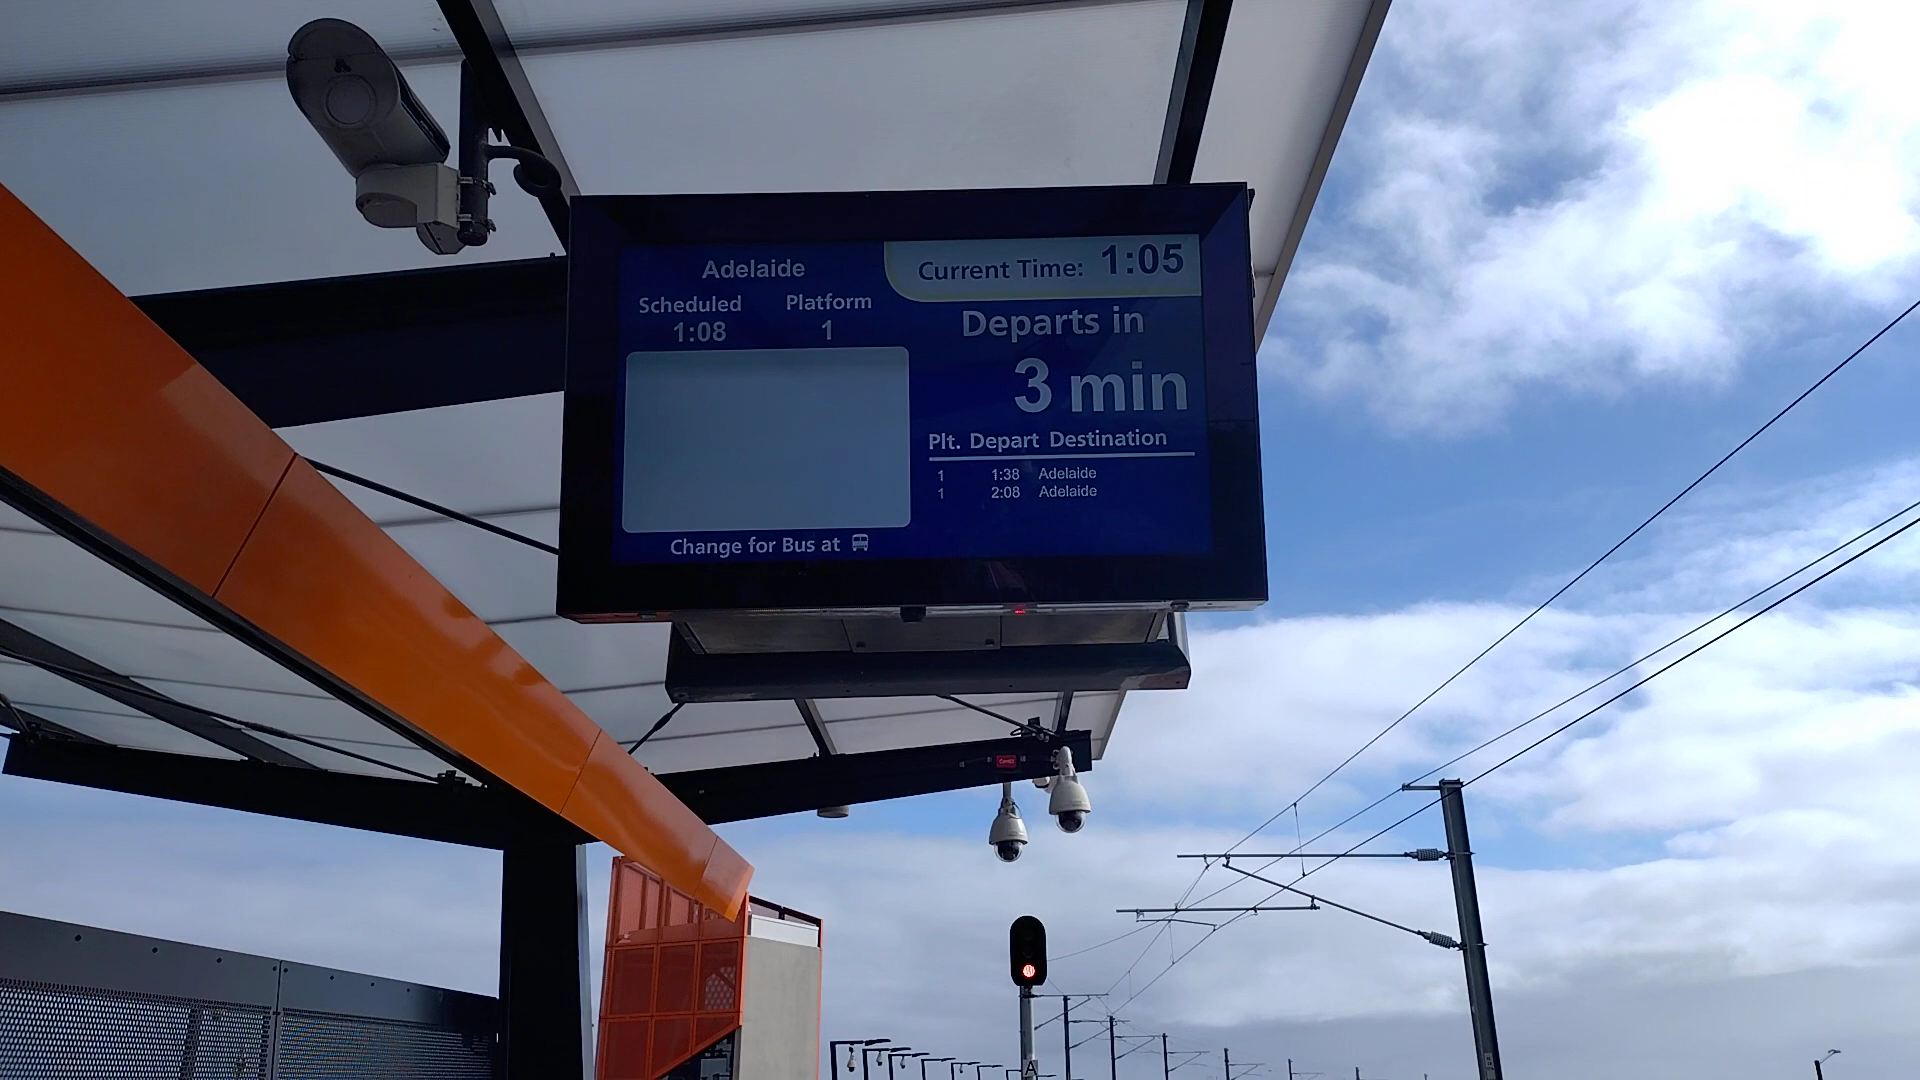 Adelaide
Scheduled Platform
1:08 1
Change for Bus at
Current Time: 1:05
Departs in
3 min
Plt. Depart Destination
1 1:38 Adelaide
1 2:08 Adelaide
A